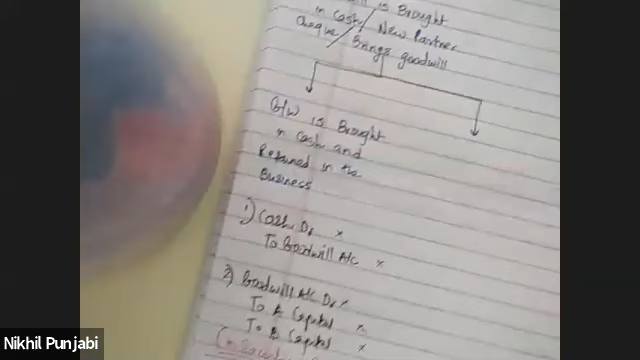 is Brought
in Cash/ New Partner
Cheque Brings goodwill
G/W is Brought
in Cash and
Retained in the
Business
1) Cash Dr x
To Goodwill A/c x
2) Goodwill A/c Dr x
To A Capital x
To B Capital x
Nikhil Punjabi